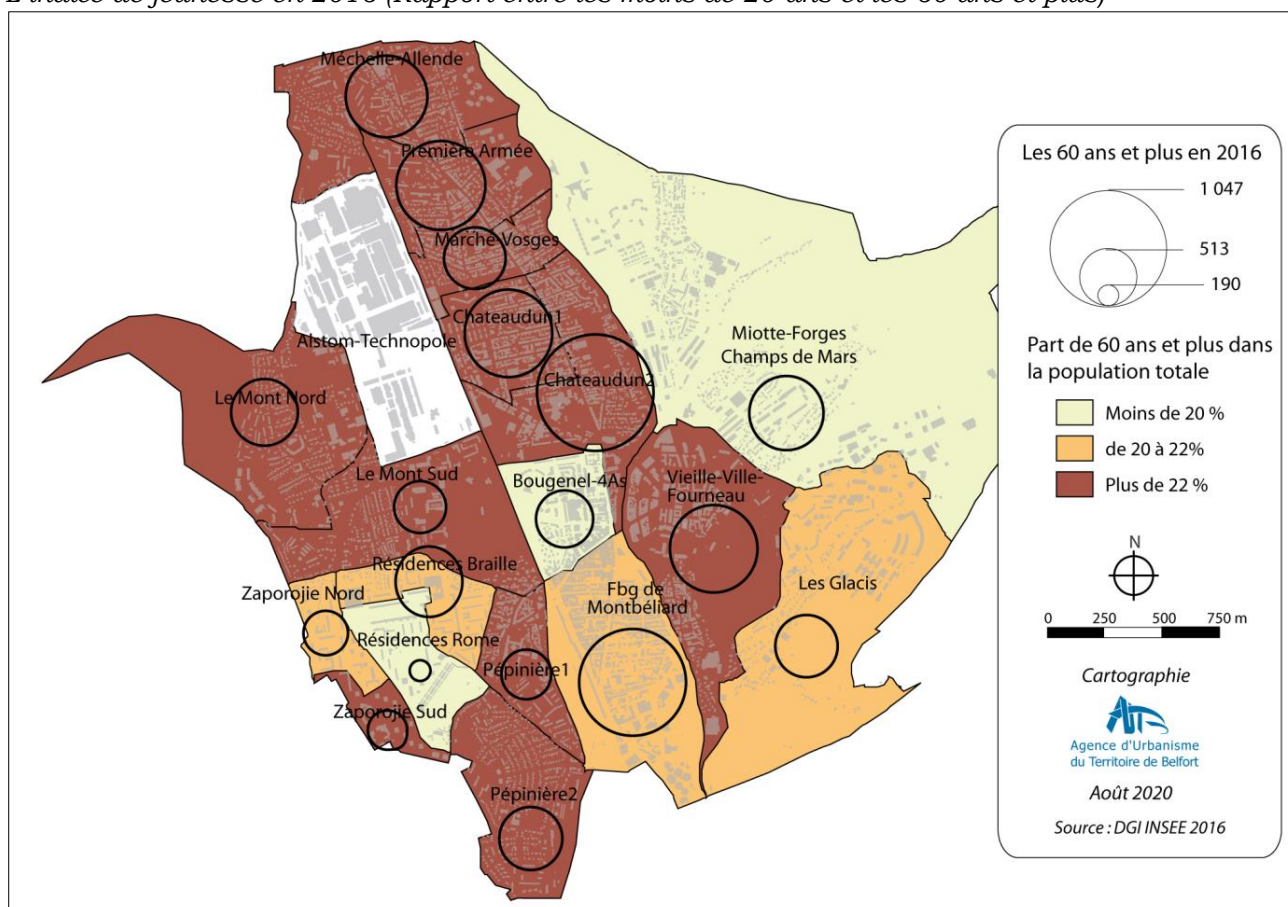 L'indice de jeunesse en 2016 (Rapport entre les moins de 20 ans et les 60 ans et plus)
Méchelle-Allende
Première Armée
Marché-Vosges
Chateaudun1
Alstom-Technopole
Miotte-Forges
Champs de Mars
Chateaudun2
Le Mont Nord
Le Mont Sud
Bougenel-4As
Vieille-Ville-
Fourneau
Résidences Braille
Zaporojie Nord
Fbg de
Montbéliard
Les Glacis
Résidences Rome
Pépinière1
Zaporojie Sud
Pépinière2
Les 60 ans et plus en 2016
1 047
513
190
Part de 60 ans et plus dans
la population totale
Moins de 20 %
de 20 à 22%
Plus de 22 %
N
0 250 500 750 m
Cartographie
AUTB
Agence d'Urbanisme
du Territoire de Belfort
Août 2020
Source : DGI INSEE 2016